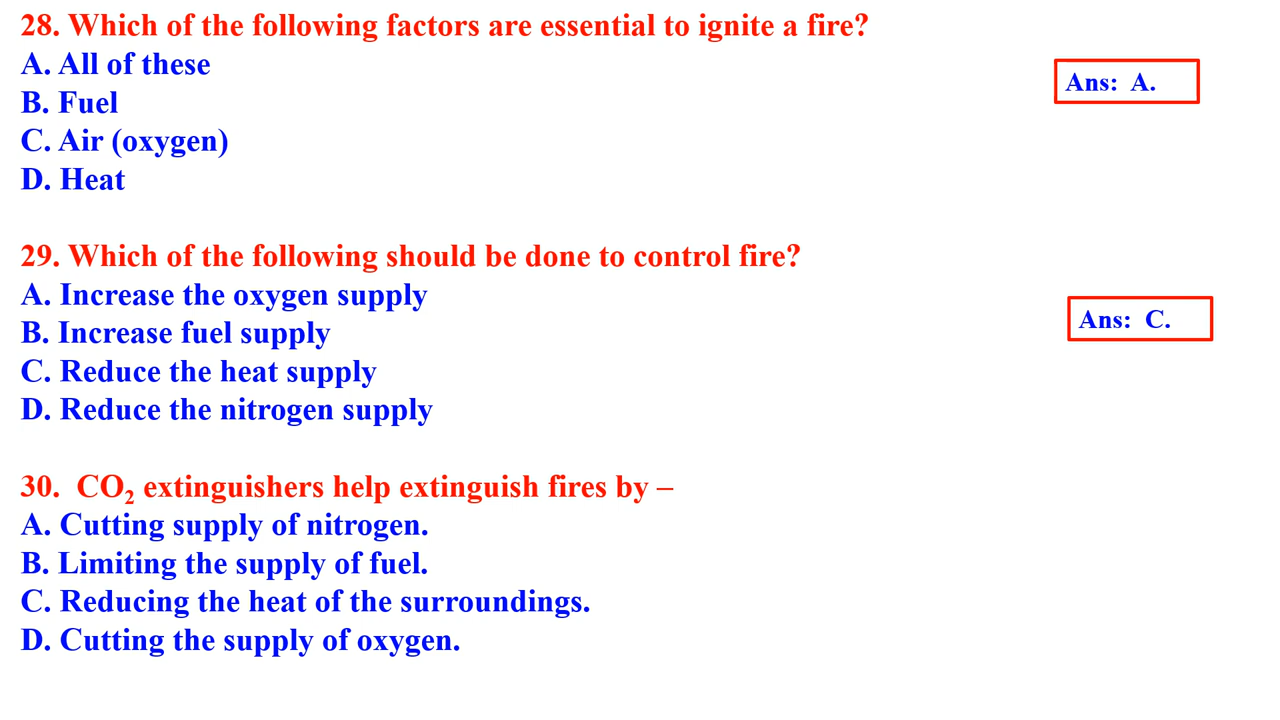 28. Which of the following factors are essential to ignite a fire?
A. All of these
Ans: A.
B. Fuel
C. Air (oxygen)
D. Heat
29. Which of the following should be done to control fire?
A. Increase the oxygen supply
Ans: C.
B. Increase fuel supply
C. Reduce the heat supply
D. Reduce the nitrogen supply
30. CO₂ extinguishers help extinguish fires by –
A. Cutting supply of nitrogen.
B. Limiting the supply of fuel.
C. Reducing the heat of the surroundings.
D. Cutting the supply of oxygen.